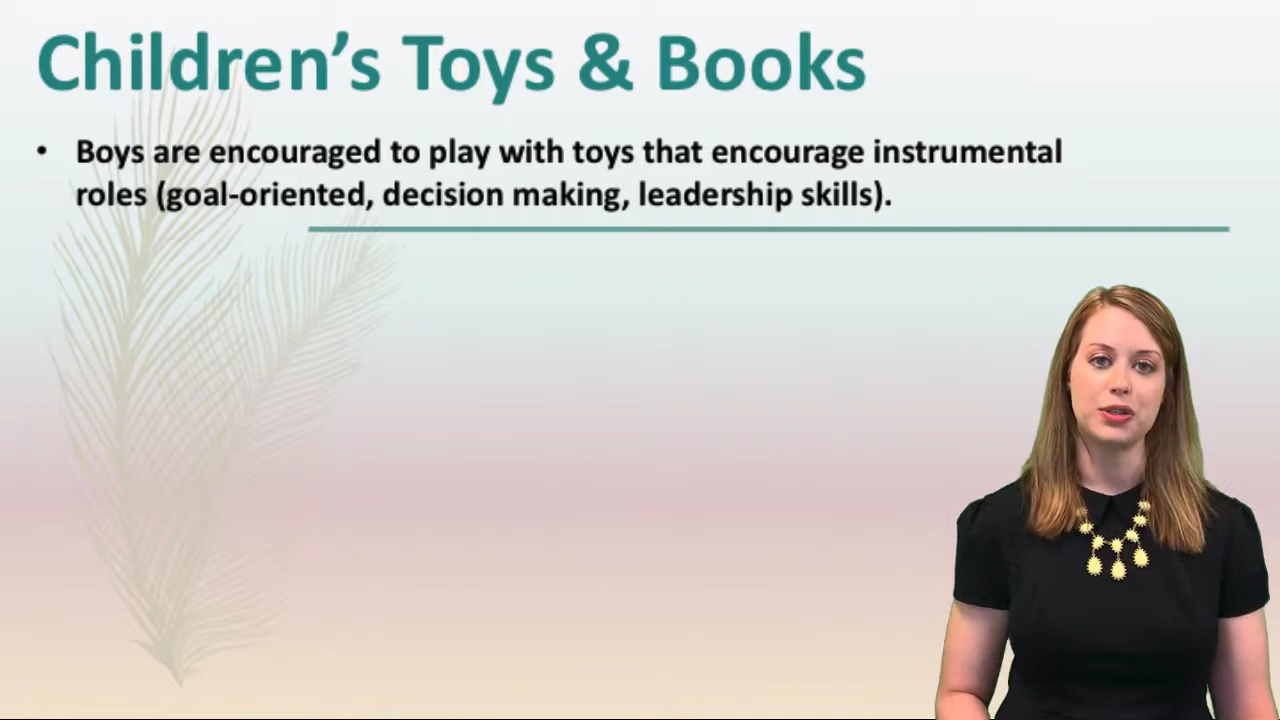 Children’s Toys & Books
• Boys are encouraged to play with toys that encourage instrumental
roles (goal-oriented, decision making, leadership skills).